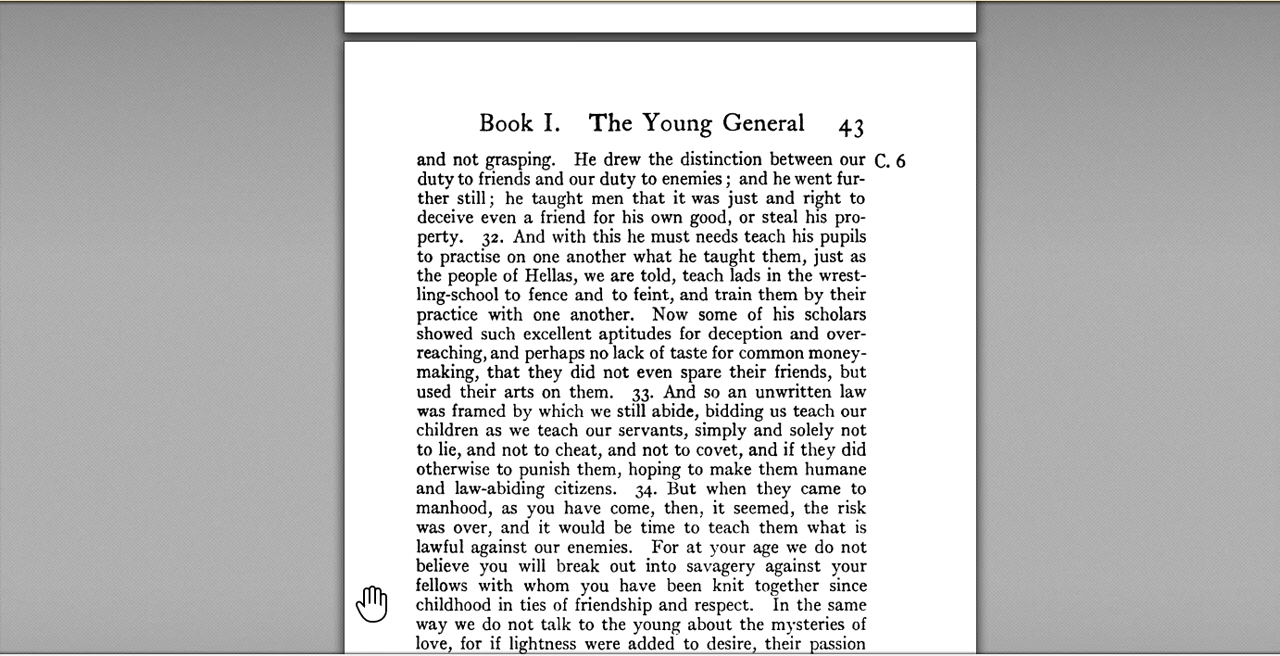 Book I. The Young General 43
and not grasping. He drew the distinction between our C. 6
duty to friends and our duty to enemies; and he went fur-
ther still; he taught men that it was just and right to
deceive even a friend for his own good, or steal his pro-
perty. 32. And with this he must needs teach his pupils
to practise on one another what he taught them, just as
the people of Hellas, we are told, teach lads in the wrest-
ling-school to fence and to feint, and train them by their
practice with one another. Now some of his scholars
showed such excellent aptitudes for deception and over-
reaching, and perhaps no lack of taste for common money-
making, that they did not even spare their friends, but
used their arts on them. 33. And so an unwritten law
was framed by which we still abide, bidding us teach our
children as we teach our servants, simply and solely not
to lie, and not to cheat, and not to covet, and if they did
otherwise to punish them, hoping to make them humane
and law-abiding citizens. 34. But when they came to
manhood, as you have come, then, it seemed, the risk
was over, and it would be time to teach them what is
lawful against our enemies. For at your age we do not
believe you will break out into savagery against your
fellows with whom you have been knit together since
childhood in ties of friendship and respect. In the same
way we do not talk to the young about the mysteries of
love, for if lightness were added to desire, their passion